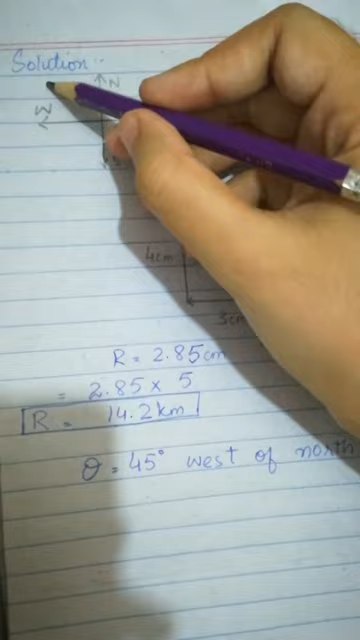 Solution:-
N
W
4cm
3cm
R = 2.85cm
= 2.85 x 5
R = 14.2km
θ = 45° west of north